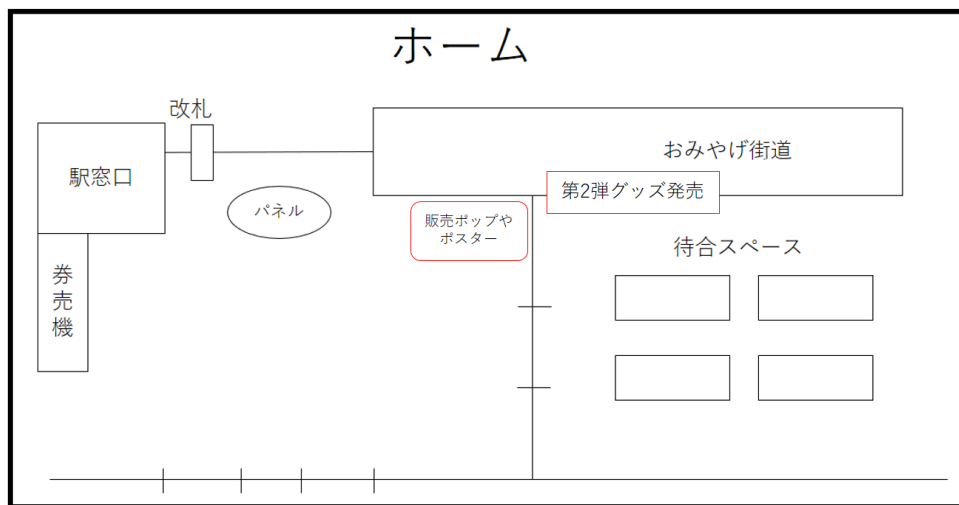 ホーム
改札
駅窓口
パネル
おみやげ街道
第2弾グッズ発売
販売ポップや
ポスター
待合スペース
券売機